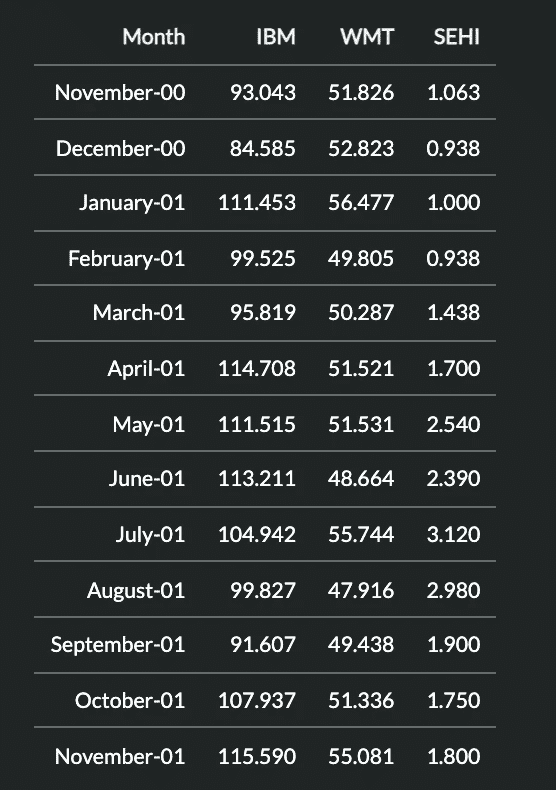 Month IBM WMT SEHI
November-00 93.043 51.826 1.063
December-00 84.585 52.823 0.938
January-01 111.453 56.477 1.000
February-01 99.525 49.805 0.938
March-01 95.819 50.287 1.438
April-01 114.708 51.521 1.700
May-01 111.515 51.531 2.540
June-01 113.211 48.664 2.390
July-01 104.942 55.744 3.120
August-01 99.827 47.916 2.980
September-01 91.607 49.438 1.900
October-01 107.937 51.336 1.750
November-01 115.590 55.081 1.800